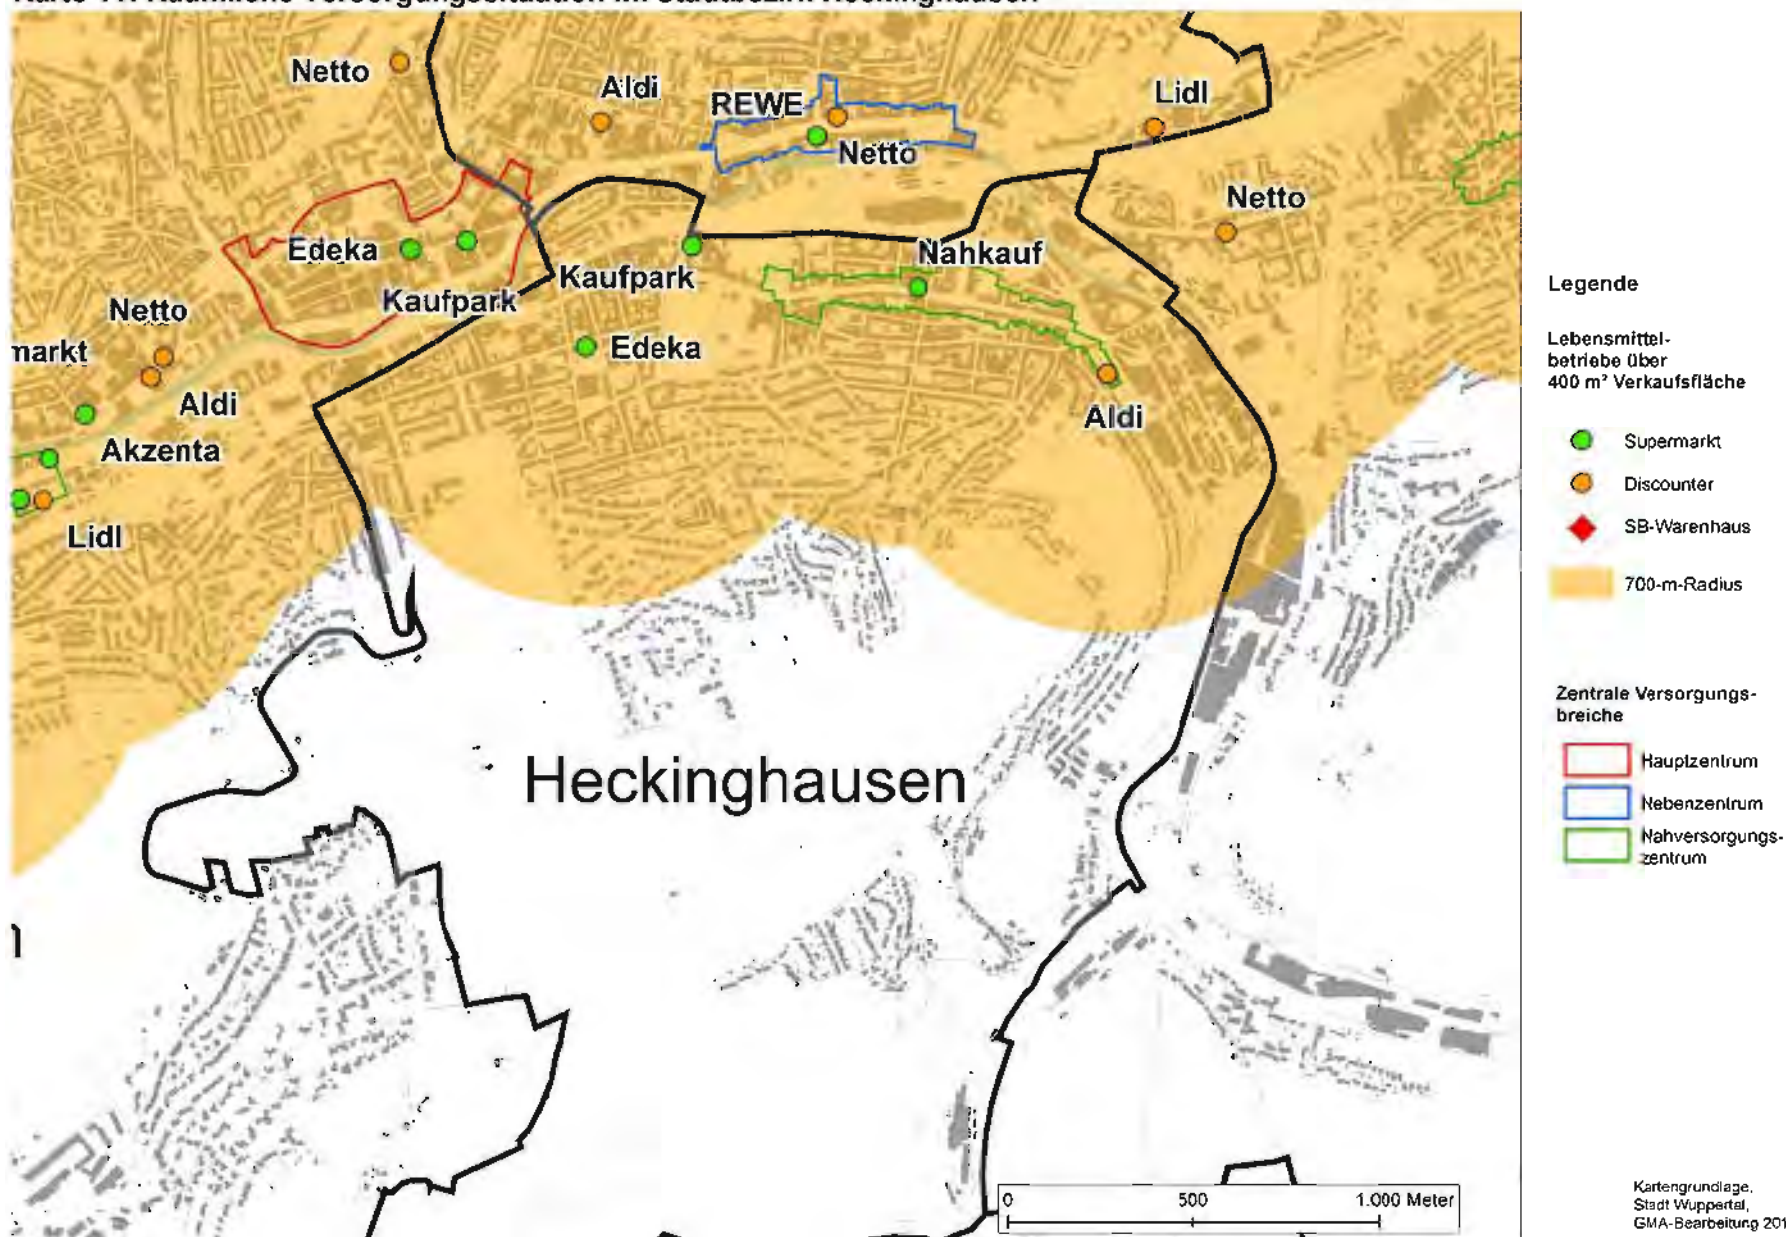 Netto
Aldi
REWE
Netto
Lidl
Netto
Edeka
Kaufpark
Kaufpark
Nahkauf
Edeka
Aldi
Netto
markt
Aldi
Akzenta
Lidl
Heckinghausen
n
0 500 1.000 Meter
Legende
Lebensmittel-
betriebe über
400 m² Verkaufsfläche
Supermarkt
Discounter
SB-Warenhaus
700-m-Radius
Zentrale Versorgungs-
breiche
Hauptzentrum
Nebenzentrum
Nahversorgungs-
zentrum
Kartengrundlage,
Stadt Wuppertal,
GMA-Bearbeitung 201